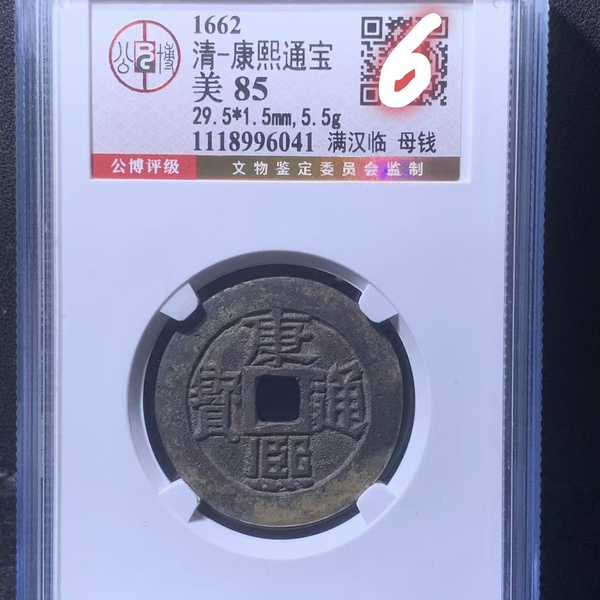 1662
清-康熙通宝
美 85
29.5*1.5mm,5.5g
1118996041 满汉临 母钱
公博
公博评级
文物鉴定委员会监制
6
康熙通寶